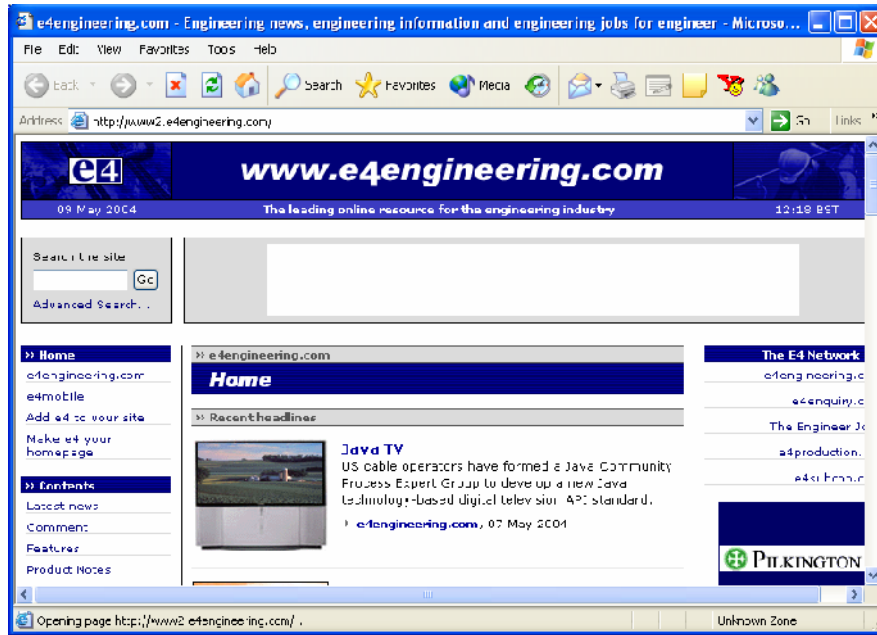 e4engineering.com - Engineering news, engineering information and engineering jobs for engineer - Microso...
File Edit View Favorites Tools Help
Back Search Favorites Media
Address http://www2.e4engineering.com/ Go Links
e4 www.e4engineering.com
09 May 2004 The leading online resource for the engineering industry 12:18 BST
Search the site
Go
Advanced Search...
» Home
e4engineering.com
e4mobile
Add e4 to your site
Make e4 your
homepage
» Contents
Latest news
Comment
Features
Product Notes
» e4engineering.com
Home
» Recent headlines
Java TV
US cable operators have formed a Java Community
Process Expert Group to develop a new Java
technology-based digital television API standard.
e4engineering.com, 07 May 2004
The E4 Network
e4engineering.c
e4enquiry.c
The Engineer Jo
e4production.
PILKINGTON
Opening page http://www2.e4engineering.com/... Unknown Zone